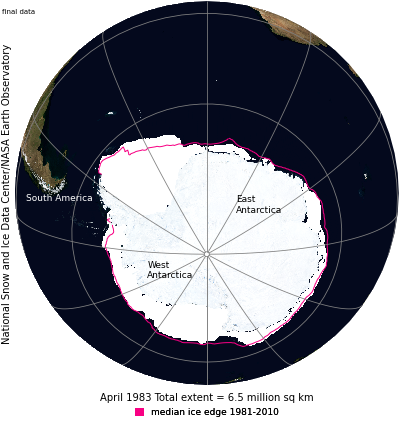 final data
National Snow and Ice Data Center/NASA Earth Observatory
South America
East
Antarctica
West
Antarctica
April 1983 Total extent = 6.5 million sq km
median ice edge 1981-2010